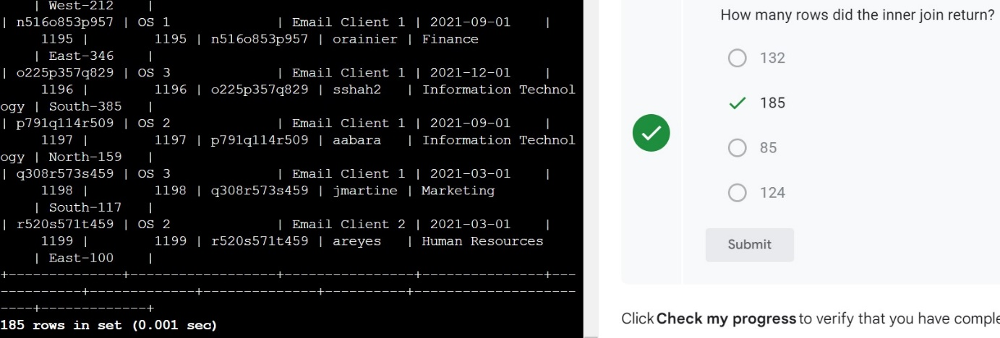 | West-212     |
| n516o853p957 | OS 1             | Email Client 1 | 2021-09-01    |
1195 |        1195 | n516o853p957 | orainier | Finance
| East-346     |
| o225p357q829 | OS 3             | Email Client 1 | 2021-12-01    |
1196 |        1196 | o225p357q829 | sshah2   | Information Technol
ogy | South-385    |
| p791q114r509 | OS 2             | Email Client 1 | 2021-09-01    |
1197 |        1197 | p791q114r509 | aabara   | Information Technol
ogy | North-159    |
| q308r573s459 | OS 3             | Email Client 1 | 2021-03-01    |
1198 |        1198 | q308r573s459 | jmartine | Marketing
| South-117    |
| r520s571t459 | OS 2             | Email Client 2 | 2021-03-01    |
1199 |        1199 | r520s571t459 | areyes   | Human Resources
| East-100     |
+--------------+------------------+----------------+---------------+---
----------+-------------+--------------+----------+--------------------
----+-------------+
185 rows in set (0.001 sec)
How many rows did the inner join return?
132
185
85
124
Submit
Click Check my progress to verify that you have comple